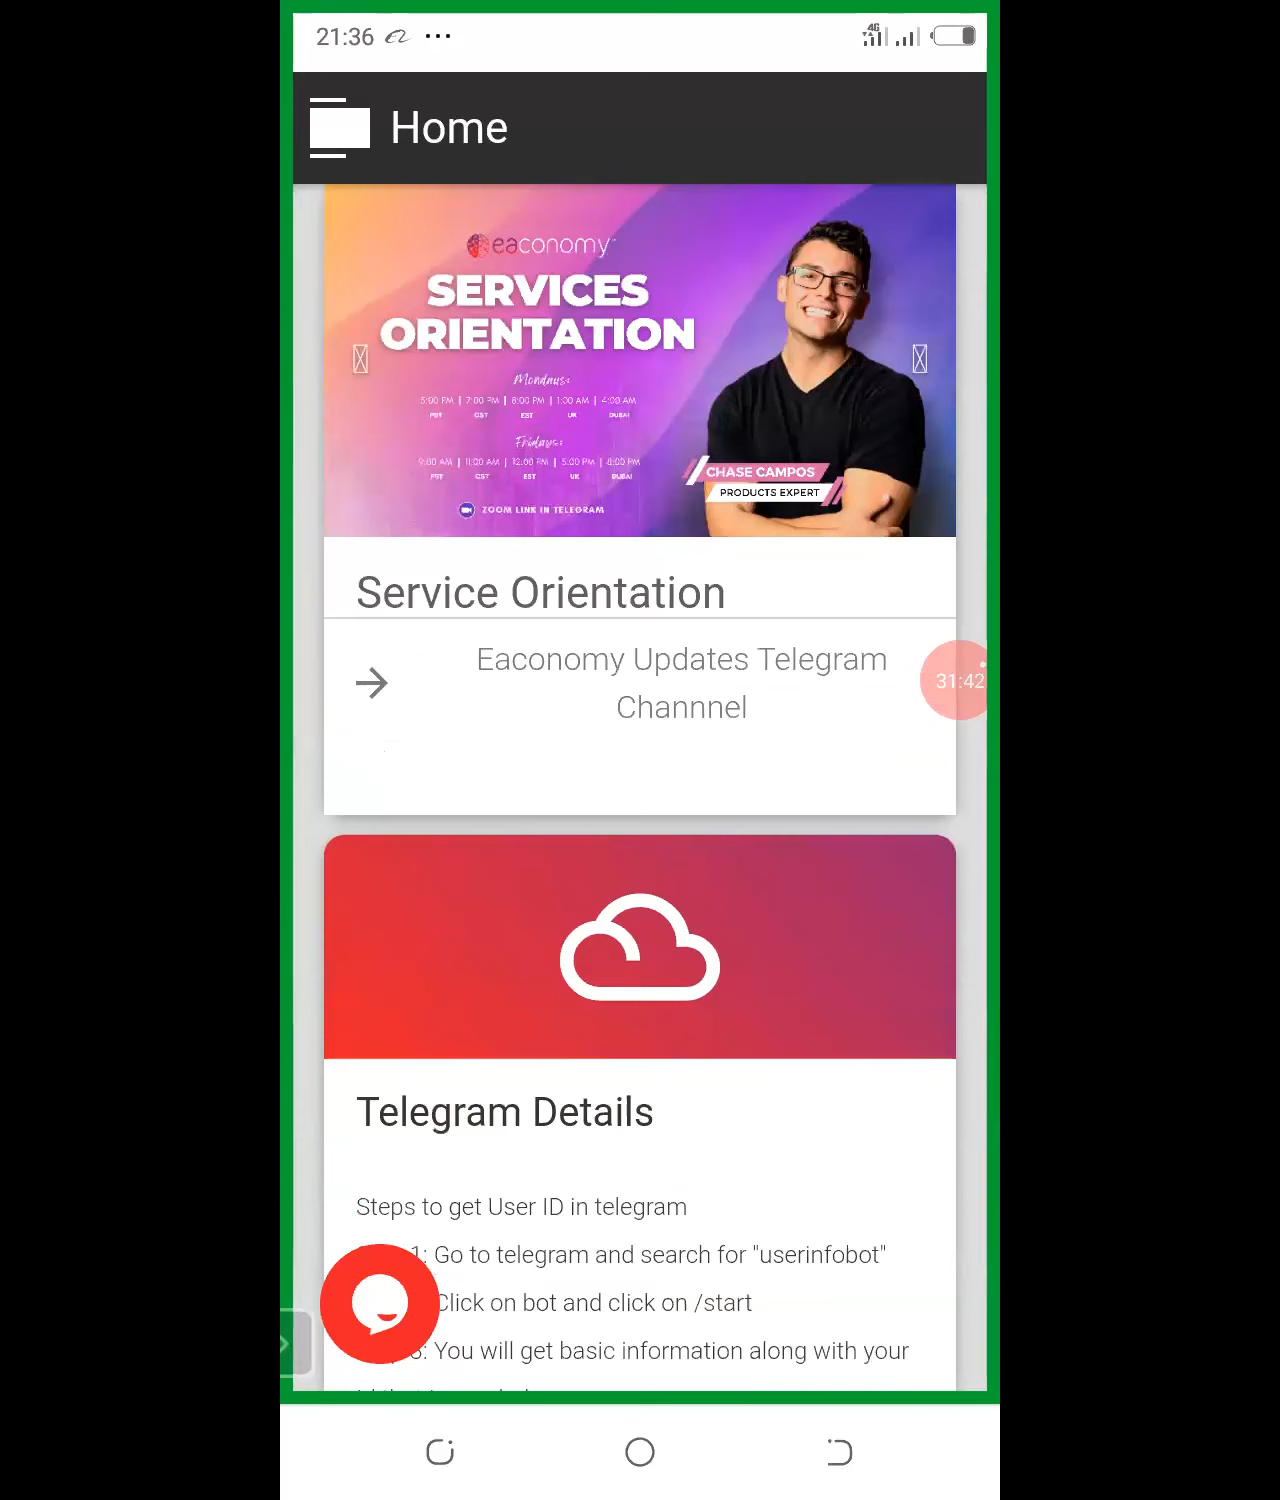 21:36
4G
Home
eaconomy
SERVICES
ORIENTATION
Mondays:
5:00 PM | 7:00 PM | 8:00 PM | 1:00 AM | 4:00 AM
PST CST EST UK DUBAI
Fridays:
9:00 AM | 11:00 AM | 12:00 PM | 5:00 PM | 8:00 PM
PST CST EST UK DUBAI
ZOOM LINK IN TELEGRAM
CHASE CAMPOS
PRODUCTS EXPERT
Service Orientation
Eaconomy Updates Telegram
Channnel
31:42
Telegram Details
Steps to get User ID in telegram
1: Go to telegram and search for "userinfobot"
Click on bot and click on /start
3: You will get basic information along with your